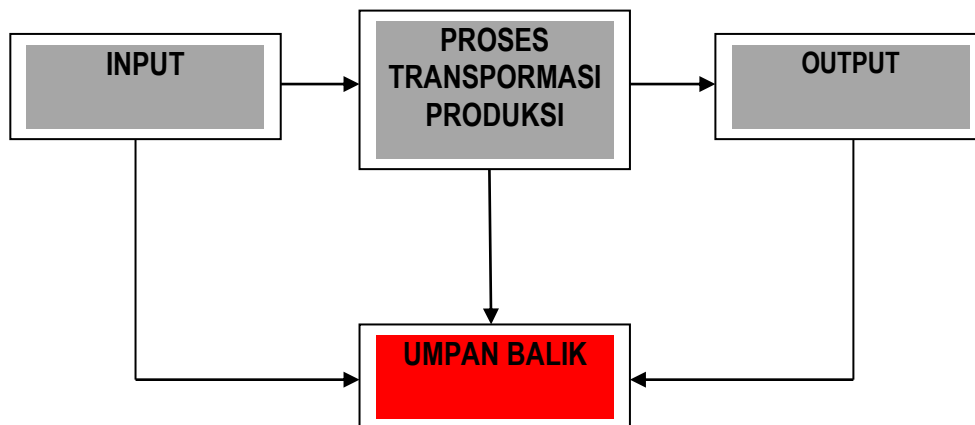 INPUT
PROSES
TRANSPORMASI
PRODUKSI
OUTPUT
UMPAN BALIK